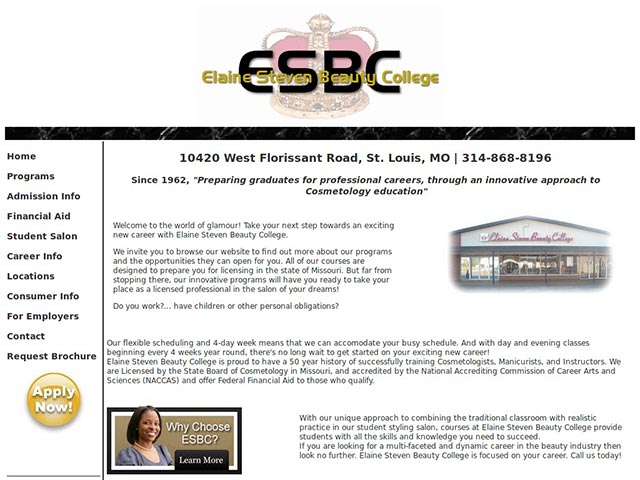 ESBC
Elaine Steven Beauty College
10420 West Florissant Road, St. Louis, MO | 314-868-8196
Since 1962, "Preparing graduates for professional careers, through an innovative approach to
Cosmetology education"
Home
Programs
Admission Info
Financial Aid
Student Salon
Career Info
Locations
Consumer Info
For Employers
Contact
Request Brochure
Apply
Now!
Welcome to the world of glamour! Take your next step towards an exciting
new career with Elaine Steven Beauty College.
We invite you to browse our website to find out more about our programs
and the opportunities they can open for you. All of our courses are
designed to prepare you for licensing in the state of Missouri. But far from
stopping there, our innovative programs will have you ready to take your
place as a licensed professional in the salon of your dreams!
Do you work?... have children or other personal obligations?
Elaine Steven Beauty College
Our flexible scheduling and 4-day week means that we can accomodate your busy schedule. And with day and evening classes
beginning every 4 weeks year round, there's no long wait to get started on your exciting new career!
Elaine Steven Beauty College is proud to have a 50 year history of successfully training Cosmetologists, Manicurists, and Instructors. We
are Licensed by the State Board of Cosmetology in Missouri, and accredited by the National Accrediting Commission of Career Arts and
Sciences (NACCAS) and offer Federal Financial Aid to those who qualify.
Why Choose
ESBC?
Learn More
With our unique approach to combining the traditional classroom with realistic
practice in our student styling salon, courses at Elaine Steven Beauty College provide
students with all the skills and knowledge you need to succeed.
If you are looking for a multi-faceted and dynamic career in the beauty industry then
look no further. Elaine Steven Beauty College is focused on your career. Call us today!